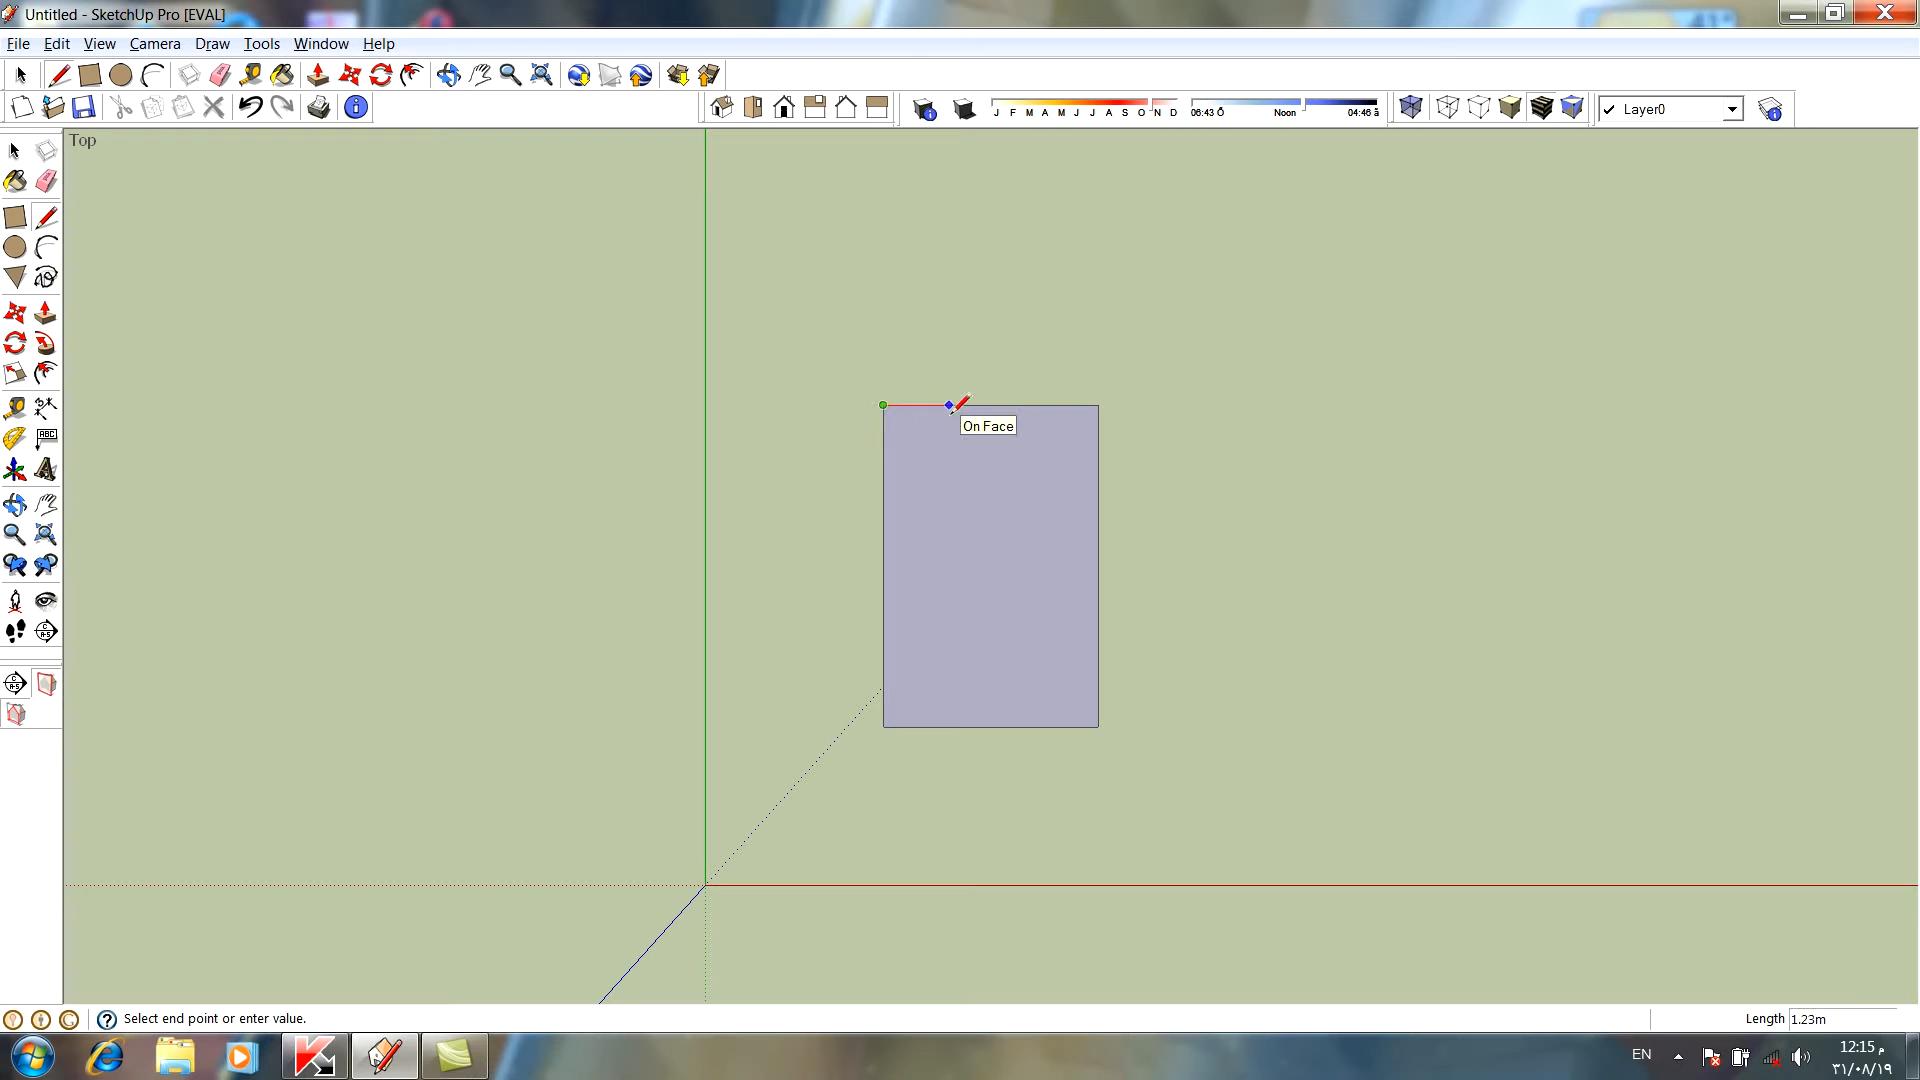 Untitled - SketchUp Pro [EVAL]
File Edit View Camera Draw Tools Window Help
J F M A M J J A S O N D
06:43 Õ Noon 04:46 ã
Layer0
Top
On Face
ABC
Select end point or enter value.
Length 1.23m
EN
12:15 م
٣١/٠٨/١٩